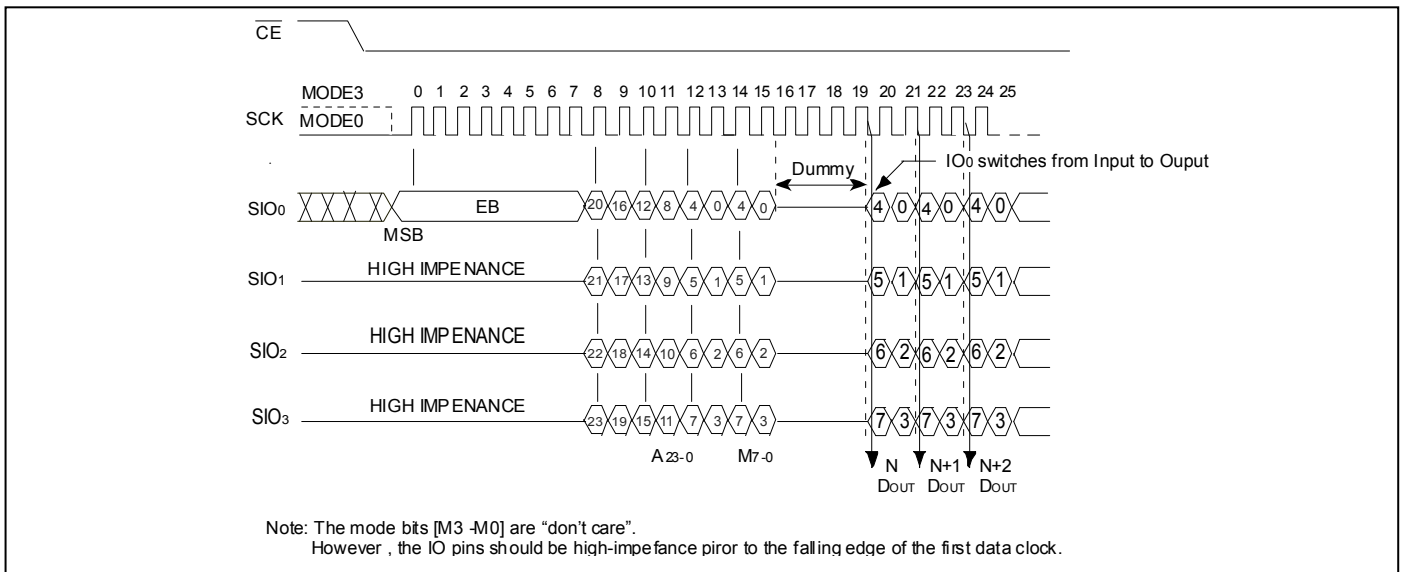 CE
MODE3 0 1 2 3 4 5 6 7 8 9 10 11 12 13 14 15 16 17 18 19 20 21 22 23 24 25
SCK MODE0
Dummy
IO0 switches from Input to Ouput
SIO0 EB 20 16 12 8 4 0 4 0 4 0 4 0 4 0
MSB
SIO1 HIGH IMPENANCE 21 17 13 9 5 1 5 1 5 1 5 1 5 1
SIO2 HIGH IMPENANCE 22 18 14 10 6 2 6 2 6 2 6 2 6 2
SIO3 HIGH IMPENANCE 23 19 15 11 7 3 7 3 7 3 7 3 7 3
A23-0 M7-0
N N+1 N+2
DOUT DOUT DOUT
Note: The mode bits [M3 -M0] are “don’t care”.
However , the IO pins should be high-impefance piror to the falling edge of the first data clock.